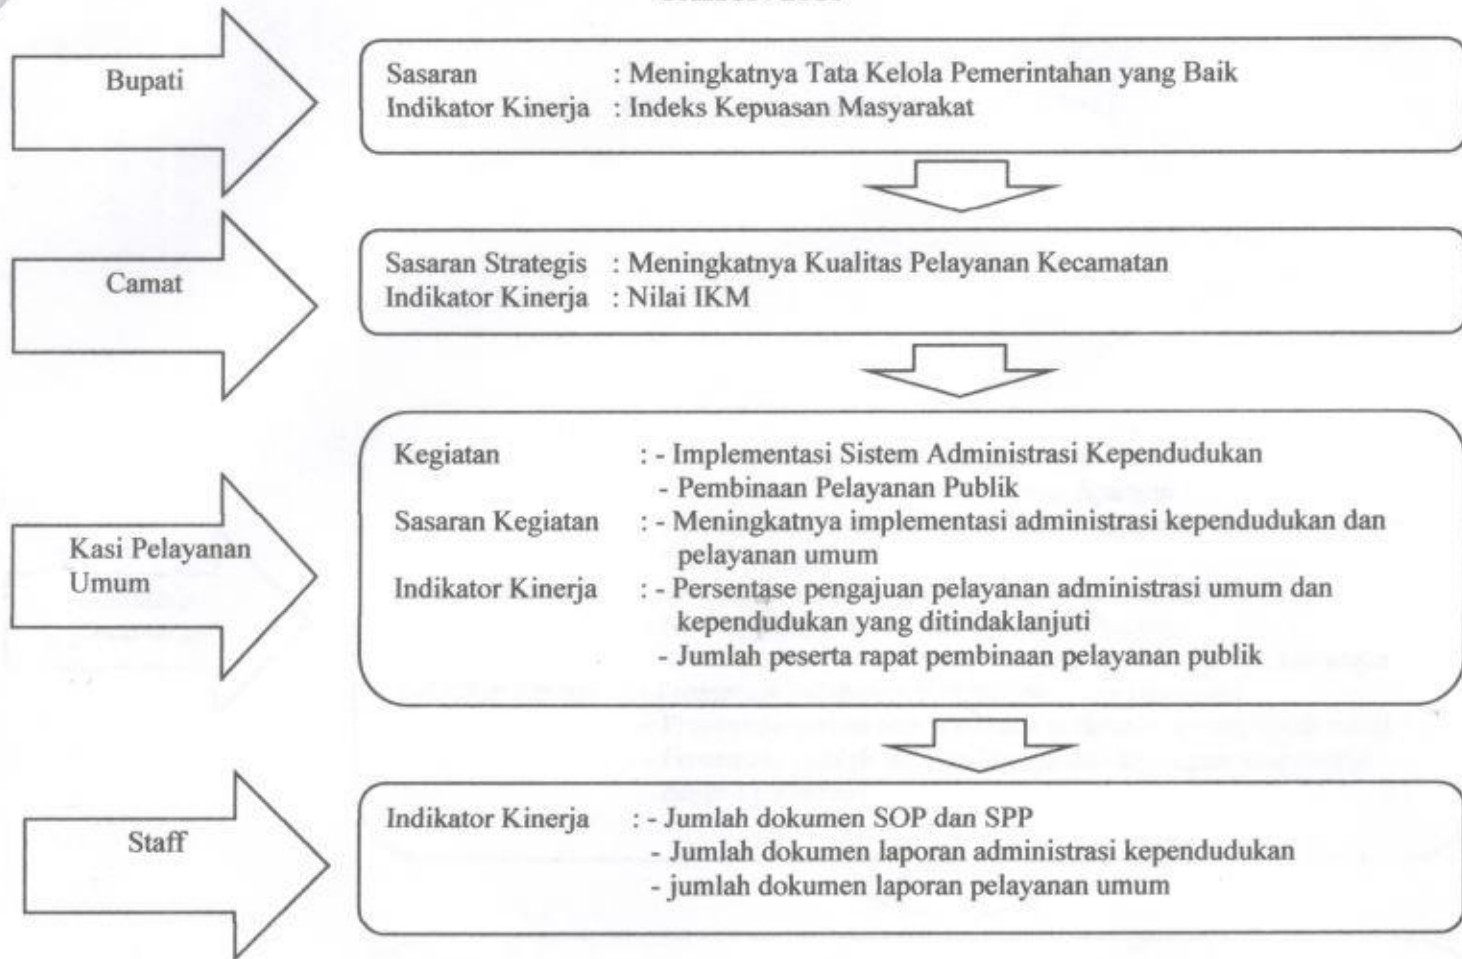 Bupati
Sasaran : Meningkatnya Tata Kelola Pemerintahan yang Baik
Indikator Kinerja : Indeks Kepuasan Masyarakat
Camat
Sasaran Strategis : Meningkatnya Kualitas Pelayanan Kecamatan
Indikator Kinerja : Nilai IKM
Kasi Pelayanan
Umum
Kegiatan : - Implementasi Sistem Administrasi Kependudukan
- Pembinaan Pelayanan Publik
Sasaran Kegiatan : - Meningkatnya implementasi administrasi kependudukan dan
pelayanan umum
Indikator Kinerja : - Persentase pengajuan pelayanan administrasi umum dan
kependudukan yang ditindaklanjuti
- Jumlah peserta rapat pembinaan pelayanan publik
Staff
Indikator Kinerja : - Jumlah dokumen SOP dan SPP
- Jumlah dokumen laporan administrasi kependudukan
- jumlah dokumen laporan pelayanan umum